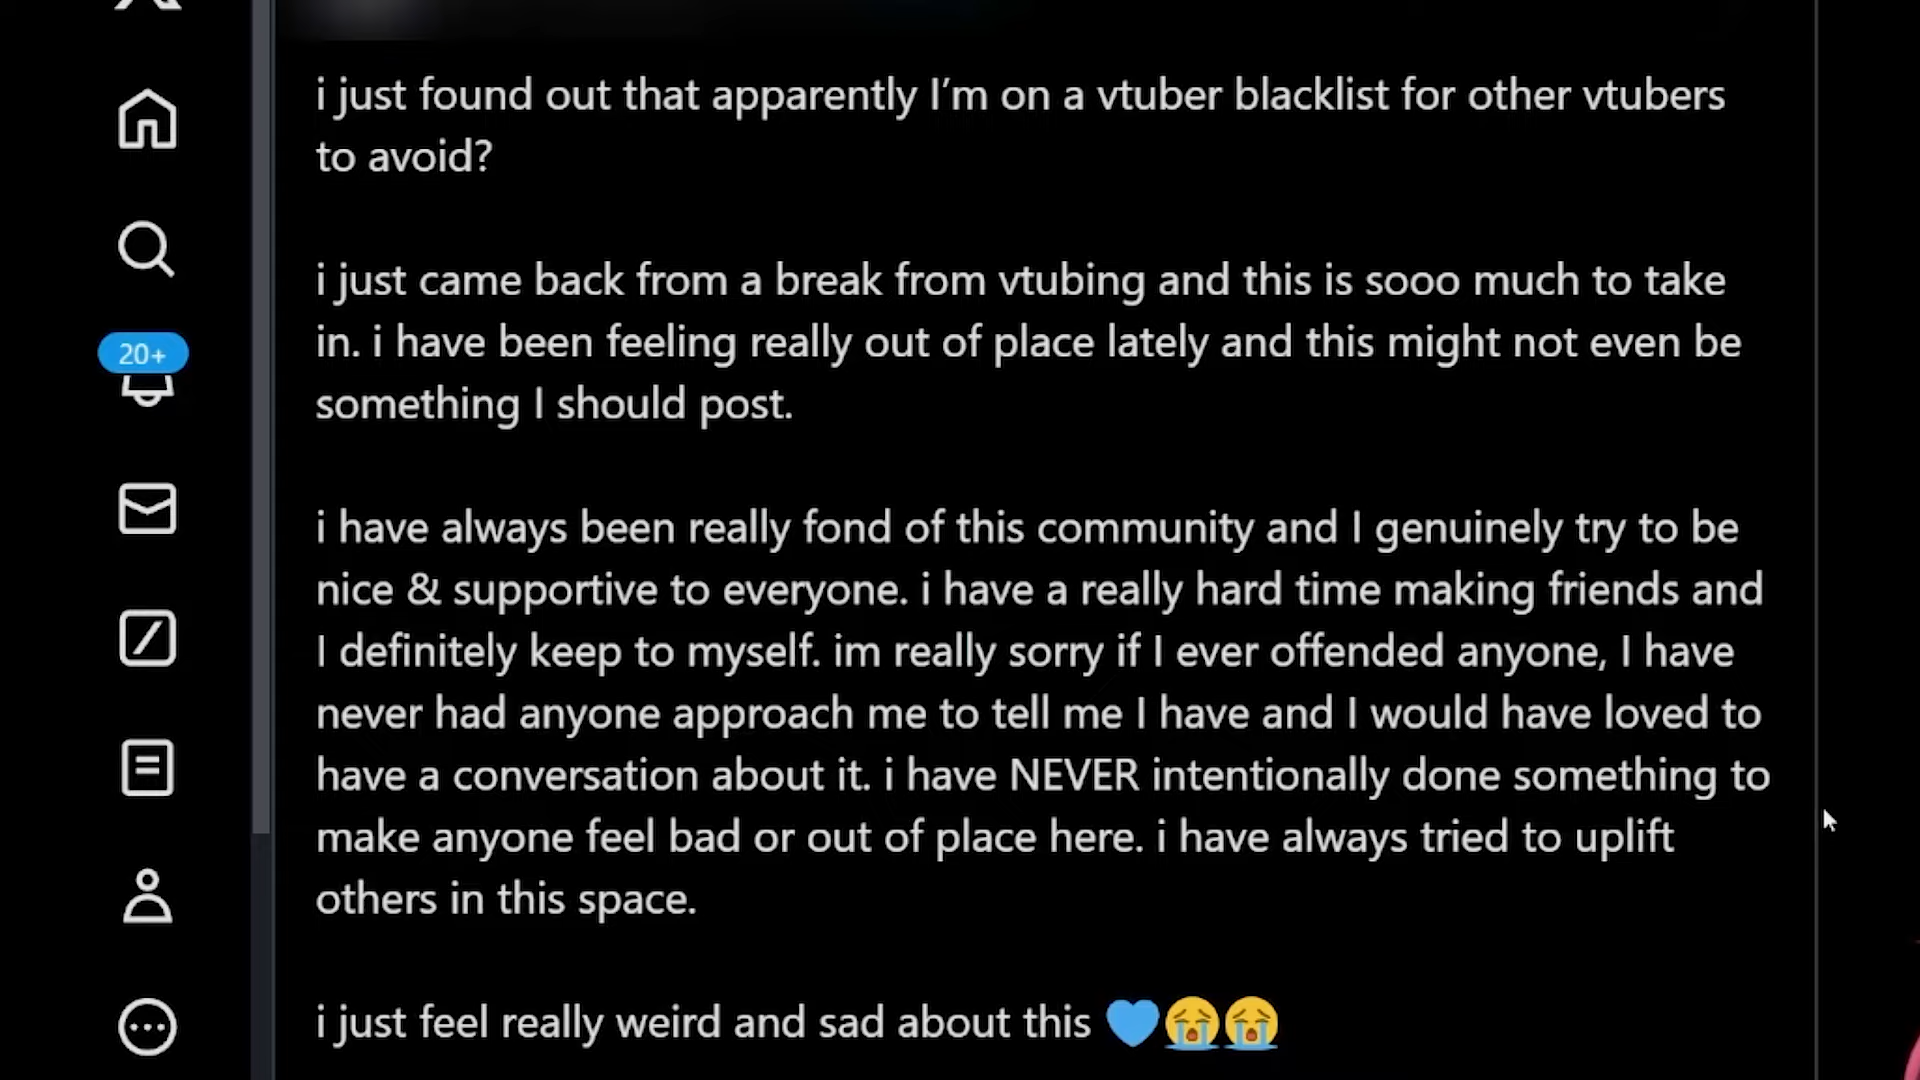 i just found out that apparently I’m on a vtuber blacklist for other vtubers
to avoid?
i just came back from a break from vtubing and this is sooo much to take
in. i have been feeling really out of place lately and this might not even be
something I should post.
i have always been really fond of this community and I genuinely try to be
nice & supportive to everyone. i have a really hard time making friends and
I definitely keep to myself. im really sorry if I ever offended anyone, I have
never had anyone approach me to tell me I have and I would have loved to
have a conversation about it. i have NEVER intentionally done something to
make anyone feel bad or out of place here. i have always tried to uplift
others in this space.
i just feel really weird and sad about this 💙😭😭
20+